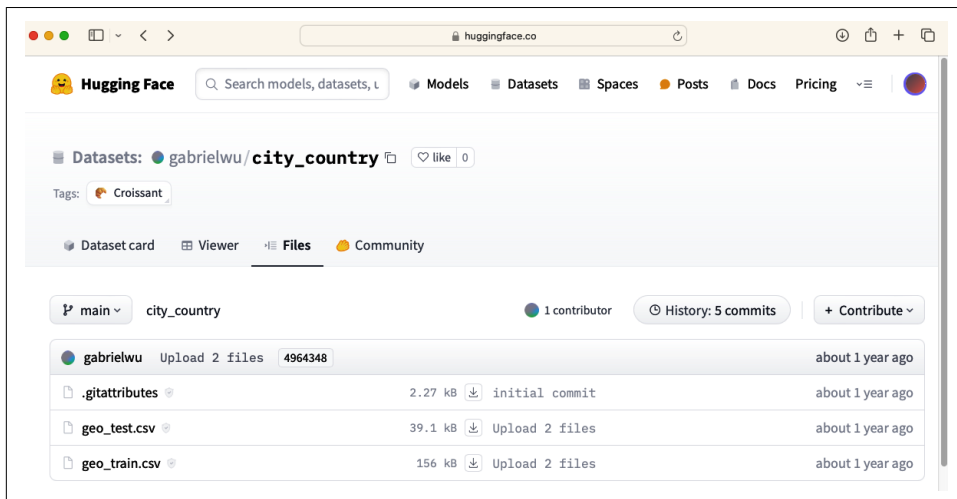 huggingface.co
Hugging Face Search models, datasets, u Models Datasets Spaces Posts Docs Pricing
Datasets: gabrielwu/city_country like 0
Tags: Croissant
Dataset card Viewer Files Community
main city_country 1 contributor History: 5 commits + Contribute
gabrielwu Upload 2 files 4964348 about 1 year ago
.gitattributes 2.27 kB initial commit about 1 year ago
geo_test.csv 39.1 kB Upload 2 files about 1 year ago
geo_train.csv 156 kB Upload 2 files about 1 year ago